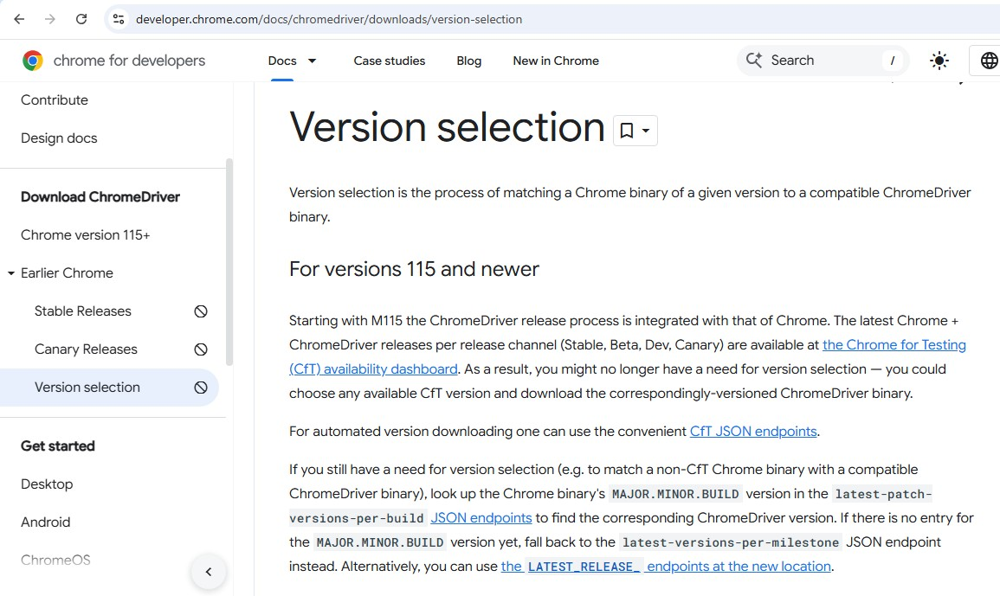 developer.chrome.com/docs/chromedriver/downloads/version-selection
chrome for developers
Docs
Case studies
Blog
New in Chrome
Search
/
Contribute
Design docs
Download ChromeDriver
Chrome version 115+
Earlier Chrome
Stable Releases
Canary Releases
Version selection
Get started
Desktop
Android
ChromeOS
Version selection
Version selection is the process of matching a Chrome binary of a given version to a compatible ChromeDriver
binary.
For versions 115 and newer
Starting with M115 the ChromeDriver release process is integrated with that of Chrome. The latest Chrome +
ChromeDriver releases per release channel (Stable, Beta, Dev, Canary) are available at the Chrome for Testing
(CfT) availability dashboard. As a result, you might no longer have a need for version selection — you could
choose any available CfT version and download the correspondingly-versioned ChromeDriver binary.
For automated version downloading one can use the convenient CfT JSON endpoints.
If you still have a need for version selection (e.g. to match a non-CfT Chrome binary with a compatible
ChromeDriver binary), look up the Chrome binary's MAJOR.MINOR.BUILD version in the latest-patch-
versions-per-build JSON endpoints to find the corresponding ChromeDriver version. If there is no entry for
the MAJOR.MINOR.BUILD version yet, fall back to the latest-versions-per-milestone JSON endpoint
instead. Alternatively, you can use the LATEST_RELEASE_ endpoints at the new location.